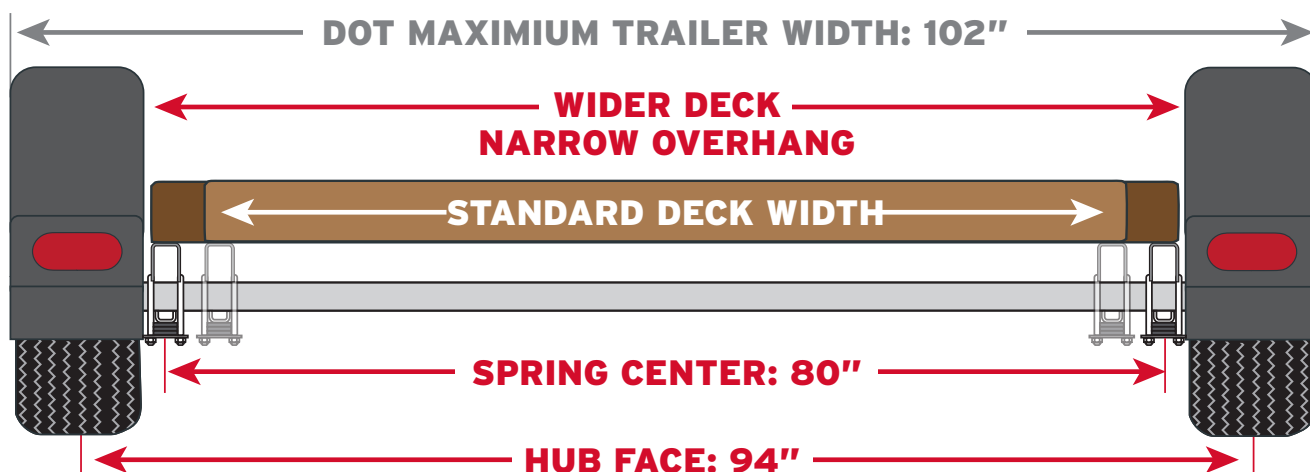 DOT MAXIMIUM TRAILER WIDTH: 102"
WIDER DECK
NARROW OVERHANG
STANDARD DECK WIDTH
SPRING CENTER: 80"
HUB FACE: 94"